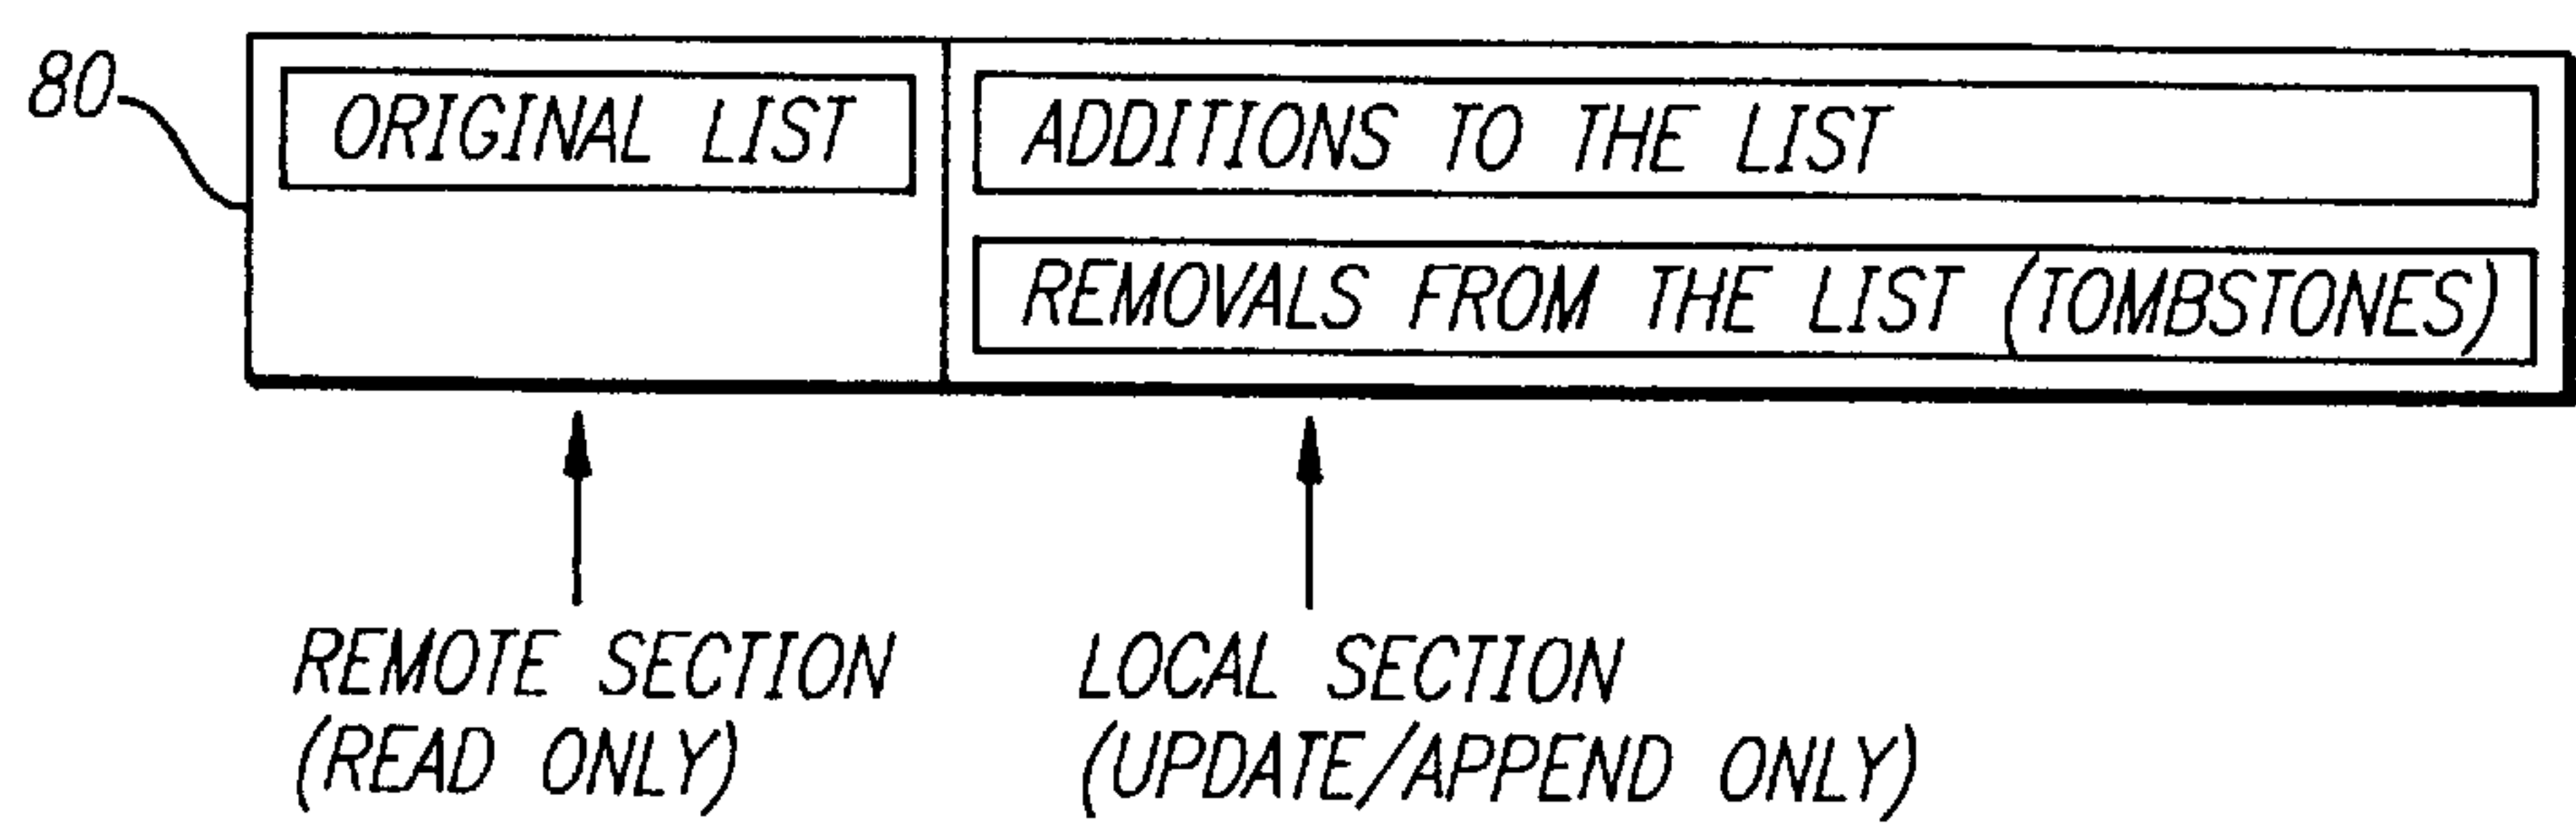 80
ORIGINAL LIST
ADDITIONS TO THE LIST
REMOVALS FROM THE LIST (TOMBSTONES)
REMOTE SECTION
(READ ONLY)
LOCAL SECTION
(UPDATE/APPEND ONLY)